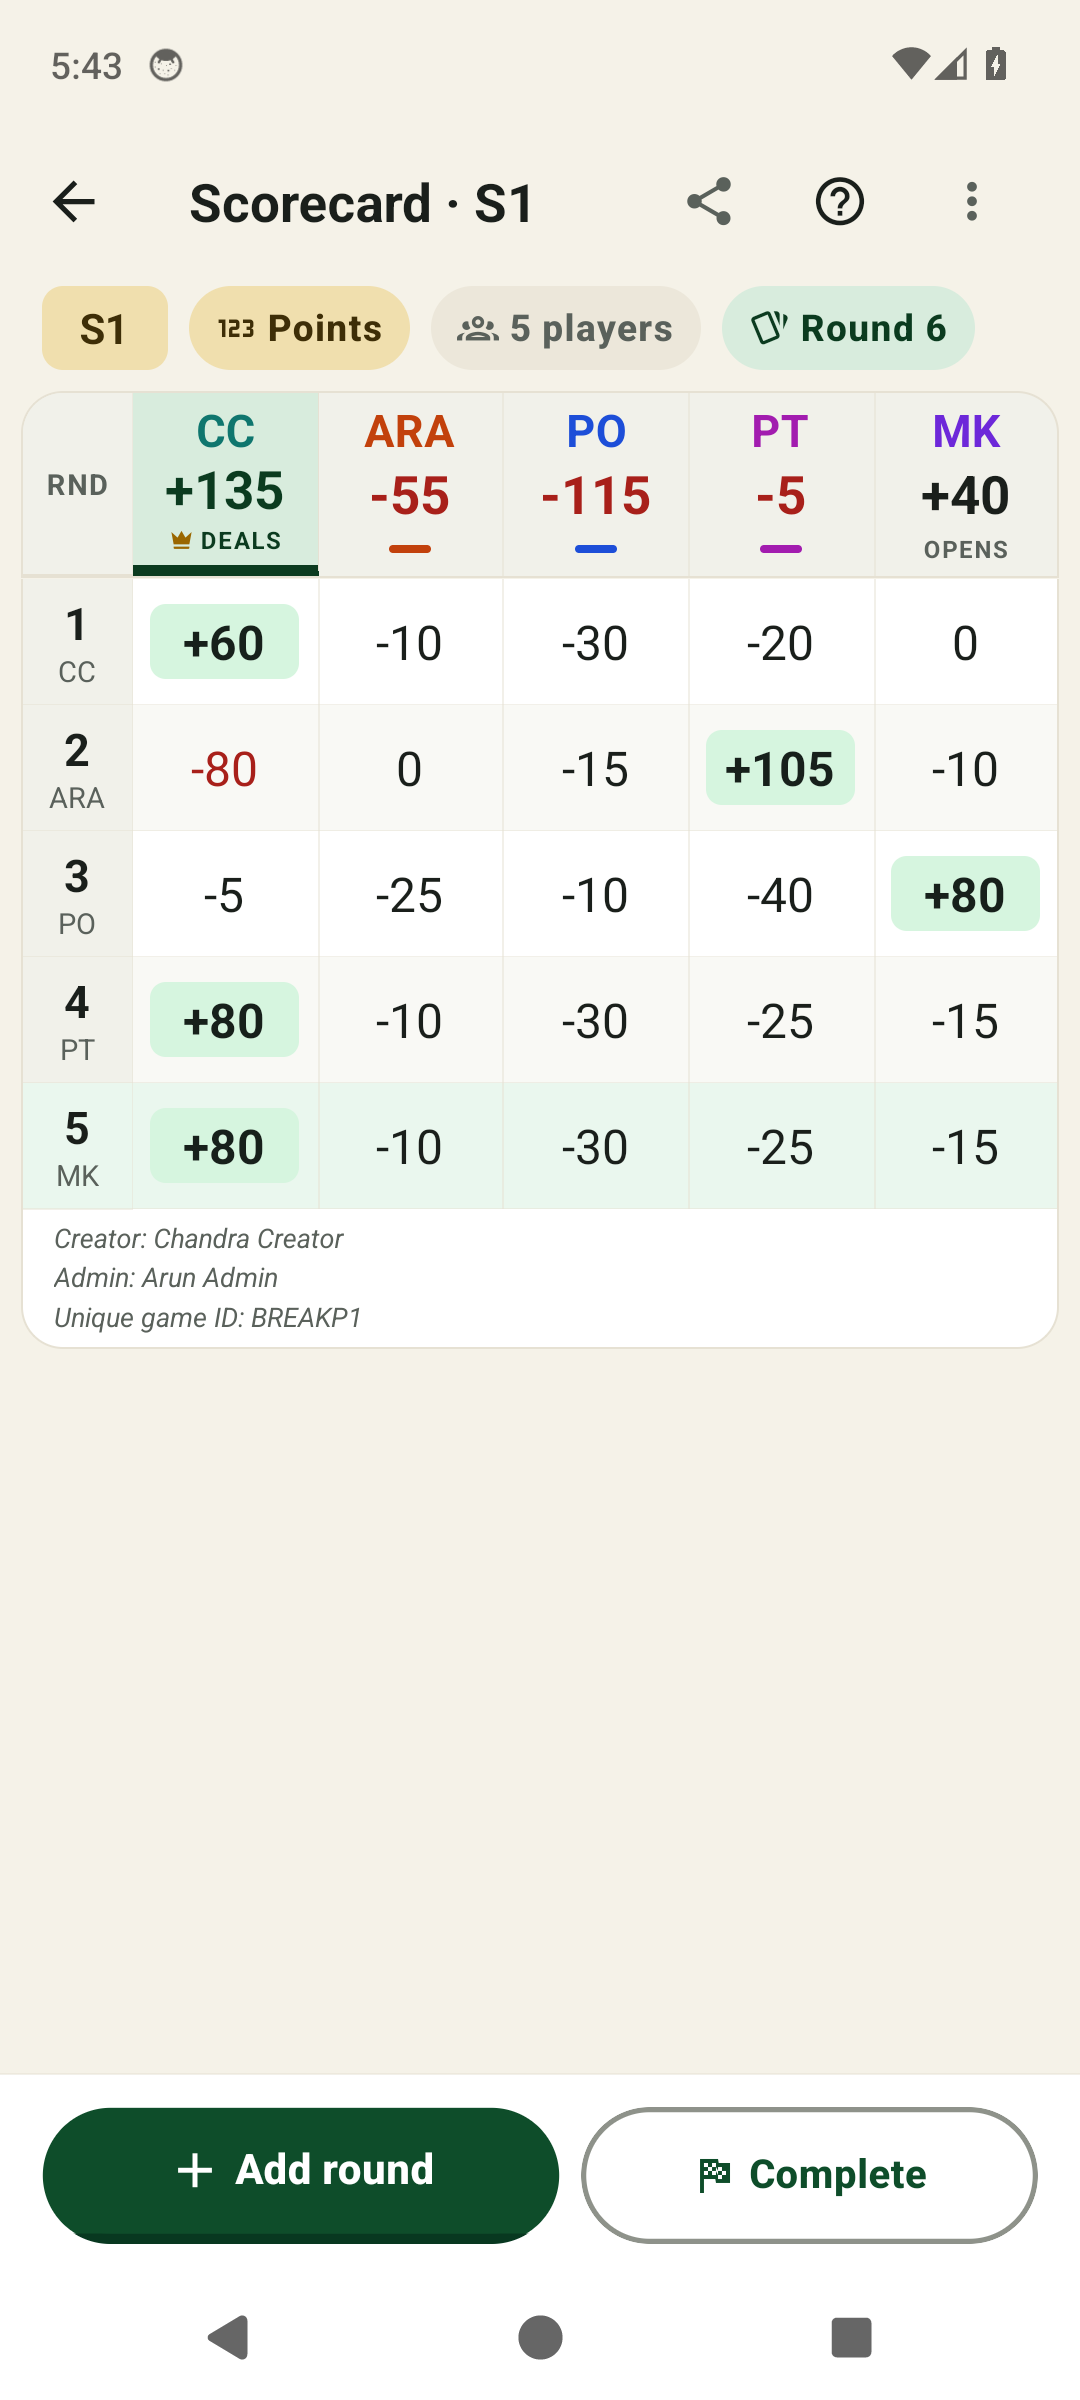 5:43
Scorecard · S1
S1 123 Points 5 players Round 6
RND CC ARA PO PT MK
+135 -55 -115 -5 +40
DEALS OPENS
1 +60 -10 -30 -20 0
CC
2 -80 0 -15 +105 -10
ARA
3 -5 -25 -10 -40 +80
PO
4 +80 -10 -30 -25 -15
PT
5 +80 -10 -30 -25 -15
MK
Creator: Chandra Creator
Admin: Arun Admin
Unique game ID: BREAKP1
Add round Complete